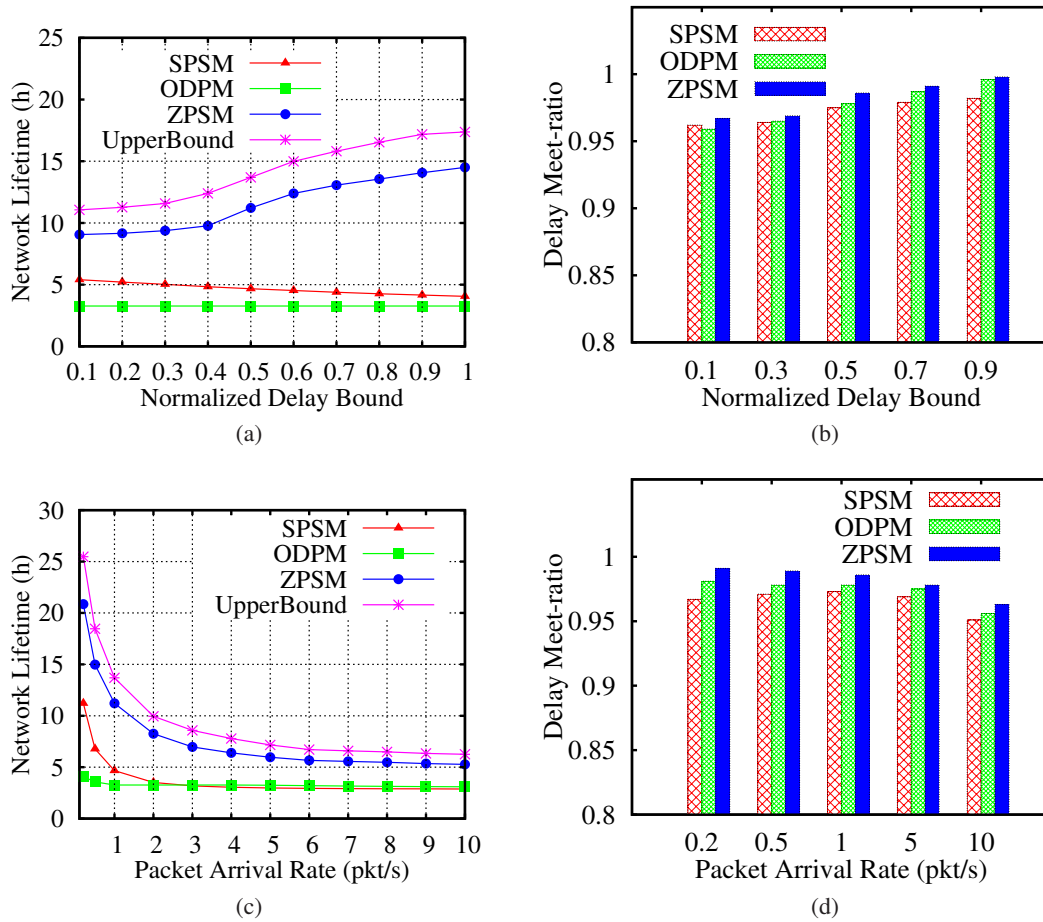 Network Lifetime (h)
25
20
15
10
5
0
SPSM
ODPM
ZPSM
UpperBound
0.1 0.2 0.3 0.4 0.5 0.6 0.7 0.8 0.9 1
Normalized Delay Bound
(a)
Delay Meet-ratio
1
0.95
0.9
0.85
0.8
SPSM
ODPM
ZPSM
0.1 0.3 0.5 0.7 0.9
Normalized Delay Bound
(b)
Network Lifetime (h)
30
25
20
15
10
5
0
SPSM
ODPM
ZPSM
UpperBound
1 2 3 4 5 6 7 8 9 10
Packet Arrival Rate (pkt/s)
(c)
Delay Meet-ratio
1
0.95
0.9
0.85
0.8
SPSM
ODPM
ZPSM
0.2 0.5 1 5 10
Packet Arrival Rate (pkt/s)
(d)